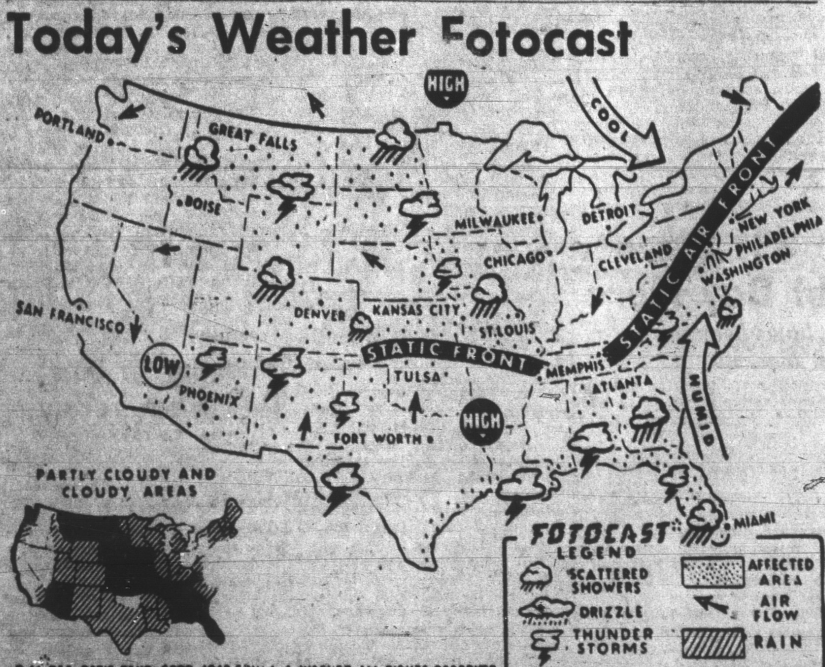 Today's Weather Fotocast
HIGH
COOL
PORTLAND
GREAT FALLS
BOISE
MILWAUKEE
DETROIT
STATIC AIR FRONT
NEW YORK
PHILADELPHIA
WASHINGTON
CHICAGO
CLEVELAND
SAN FRANCISCO
DENVER
KANSAS CITY
ST. LOUIS
LOW
STATIC FRONT
MEMPHIS
TULSA
ATLANTA
PHOENIX
HIGH
HUMID
FORT WORTH
PARTLY CLOUDY AND
CLOUDY AREAS
MIAMI
FOTOCAST
LEGEND
SCATTERED
SHOWERS
DRIZZLE
THUNDER
STORMS
AFFECTED
AREA
AIR
FLOW
RAIN